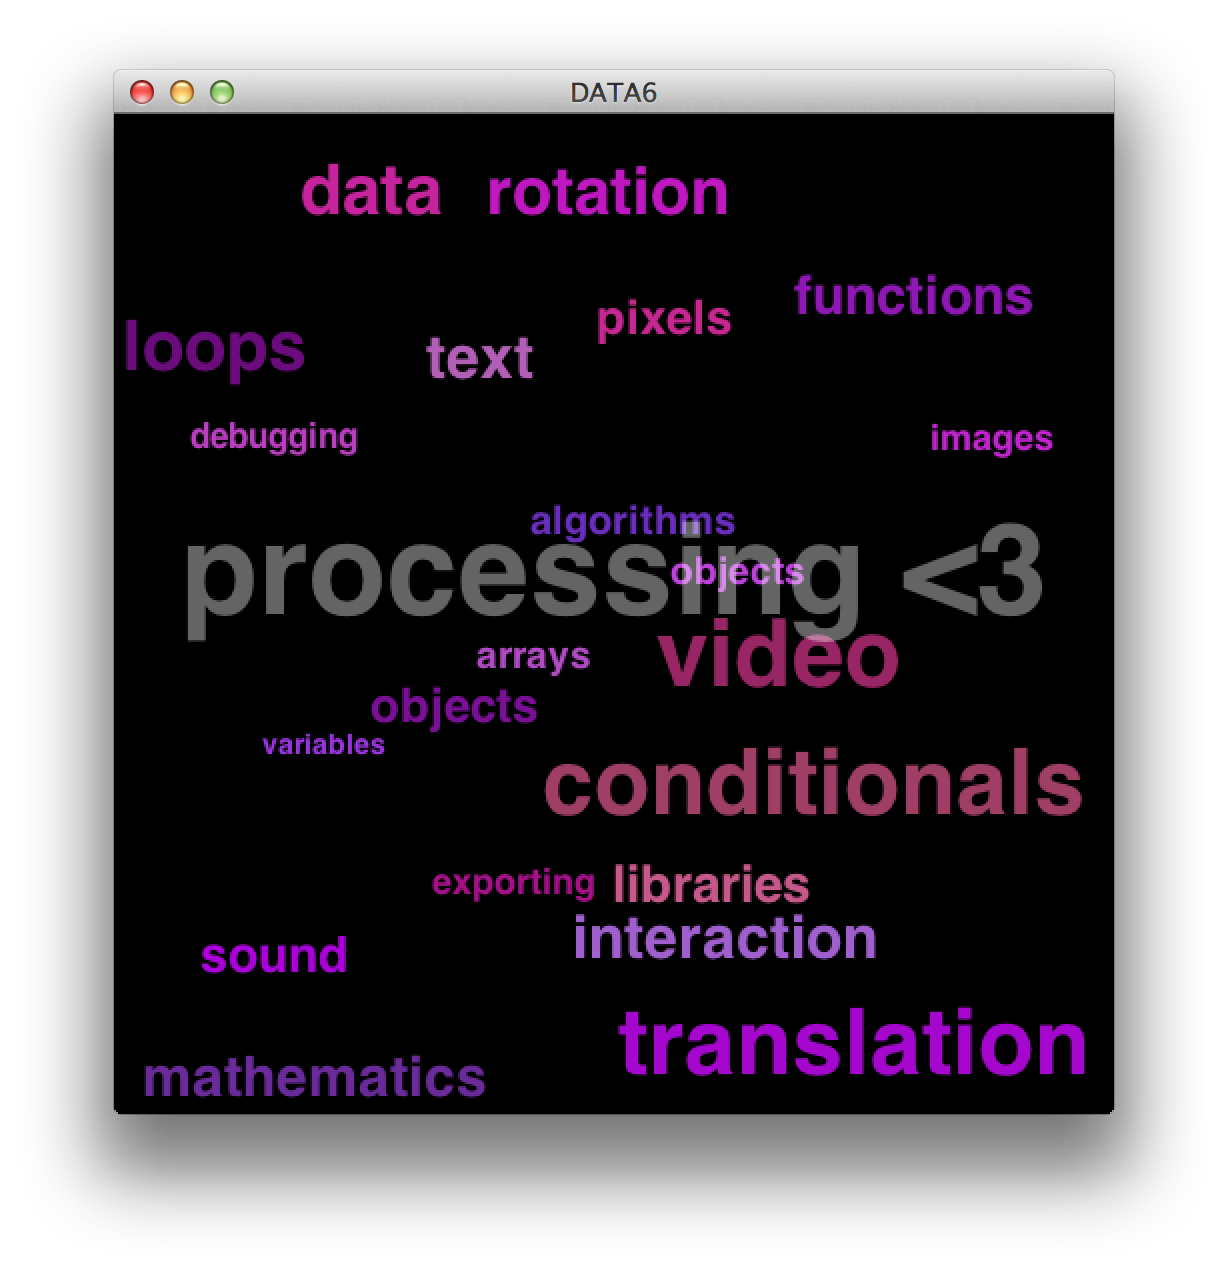 DATA6
data rotation
functions
pixels
loops
text
debugging
images
algorithms
processing <3
objects
arrays
video
objects
variables
conditionals
exporting libraries
interaction
sound
translation
mathematics